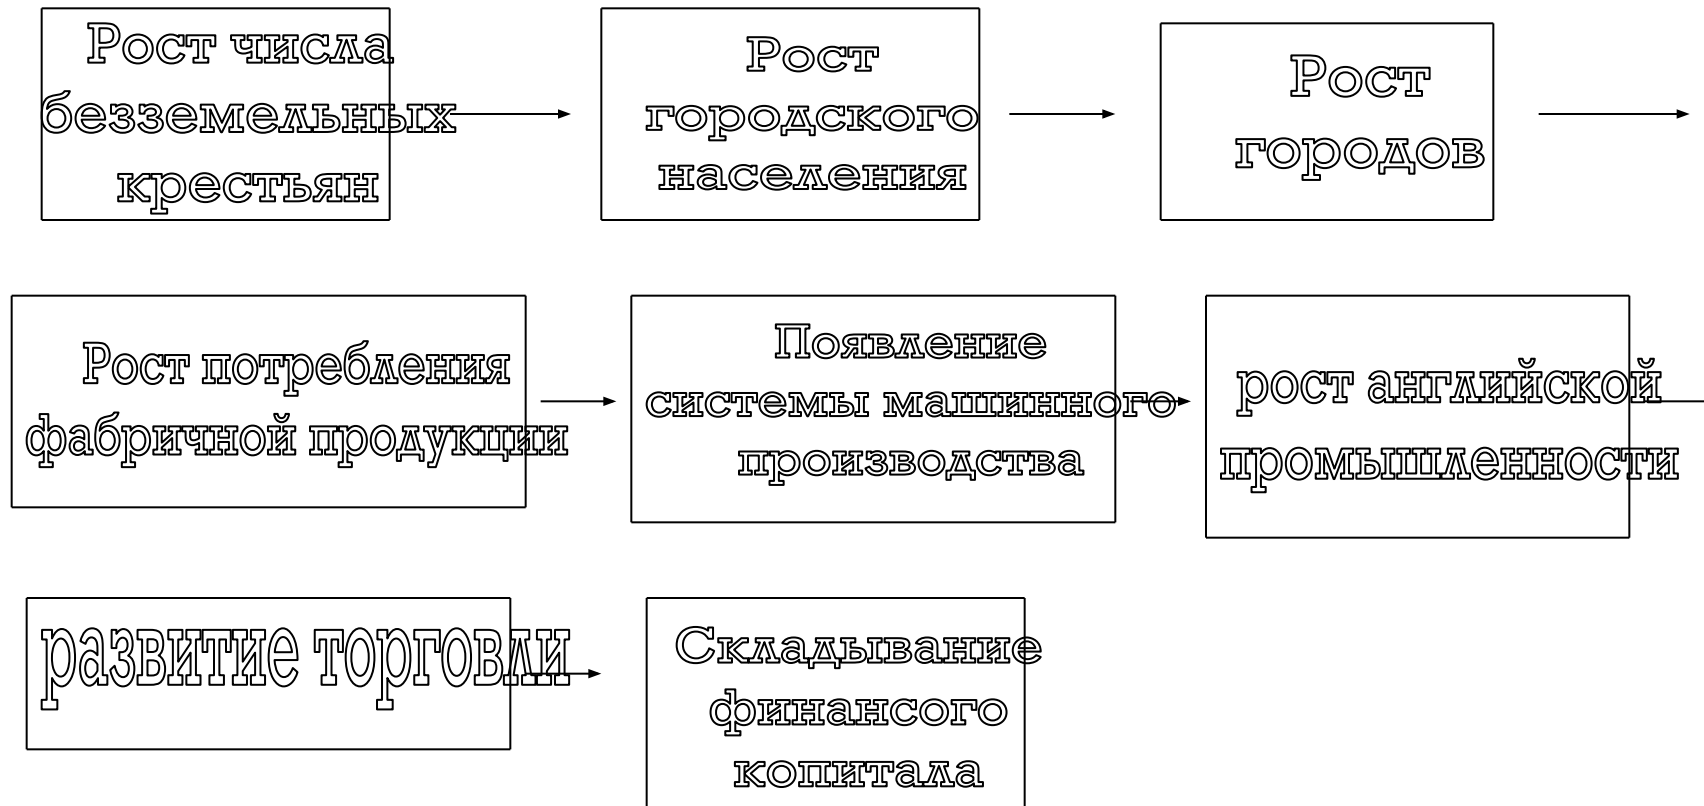 Рост числа
безземельных
крестьян
Рост
городского
населения
Рост
городов
Рост потребления
фабричной продукции
Появление
системы машинного
производства
рост английской
промышленности
развитие торговли
Складывание
финансого
копитала